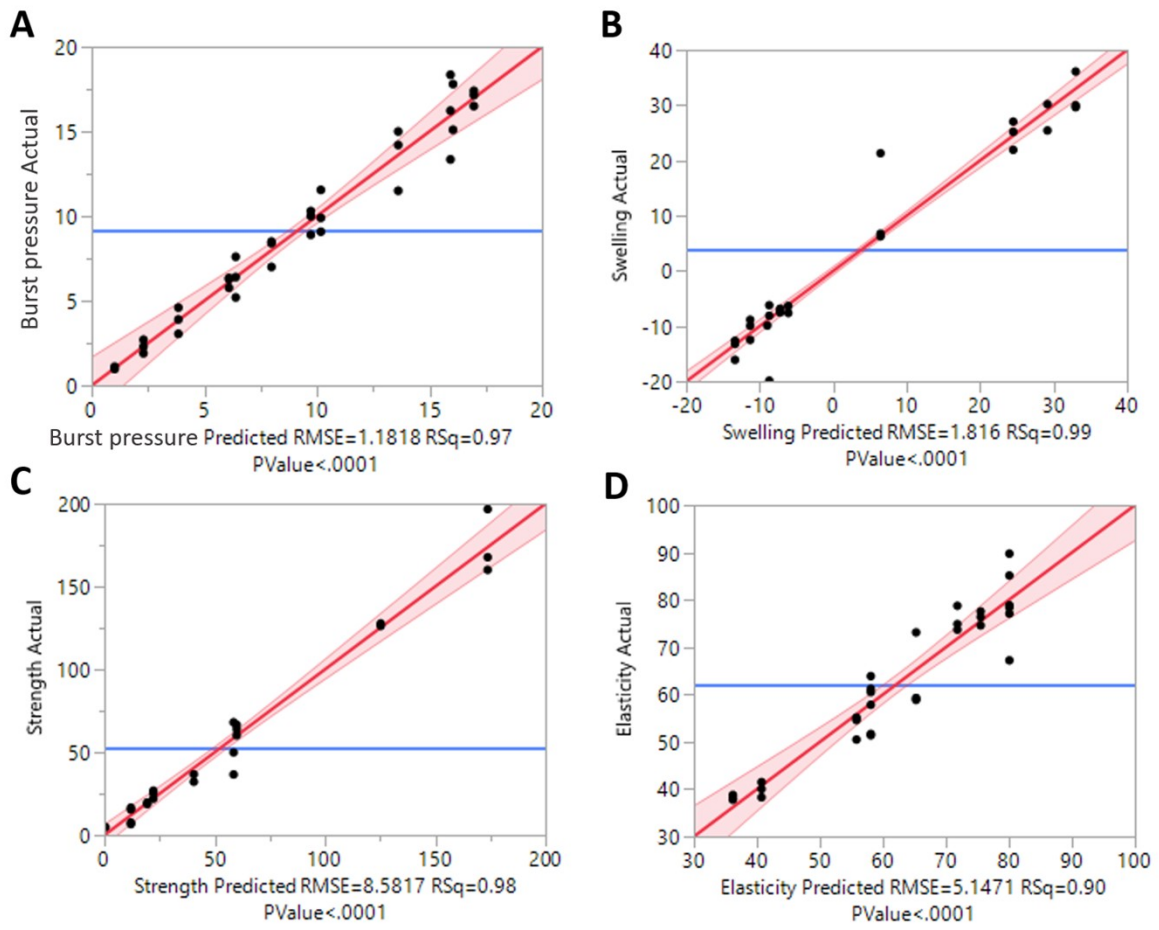 A
Burst pressure Actual
20
15
10
5
0
0 5 10 15 20
Burst pressure Predicted RMSE=1.1818 RSq=0.97
PValue<.0001
B
Swelling Actual
40
30
20
10
0
-10
-20
-20 -10 0 10 20 30 40
Swelling Predicted RMSE=1.816 RSq=0.99
PValue<.0001
C
Strength Actual
200
150
100
50
0
0 50 100 150 200
Strength Predicted RMSE=8.5817 RSq=0.98
PValue<.0001
D
Elasticity Actual
100
90
80
70
60
50
40
30
30 40 50 60 70 80 90 100
Elasticity Predicted RMSE=5.1471 RSq=0.90
PValue<.0001